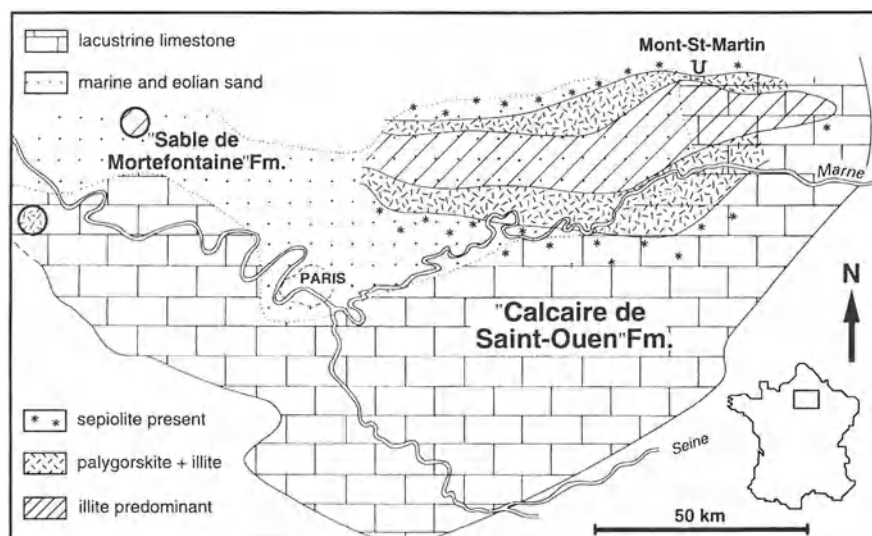 lacustrine limestone
marine and eolian sand
Mont-St-Martin
"Sable de
Mortefontaine"Fm.
Marne
PARIS
N
"Calcaire de
Saint-Ouen"Fm.
sepiolite present
palygorskite + illite
illite predominant
Seine
50 km